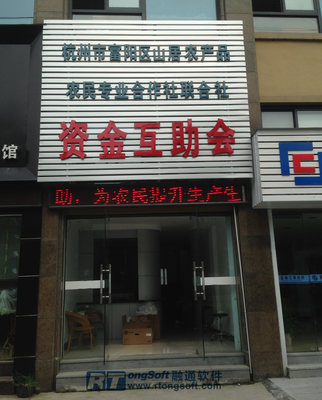 杭州市富阳区山居农产品
农民专业合作社联合社
资金互助会
馆
助，为农民提升生产生
RongSoft 融通软件
www.rtongsoft.com